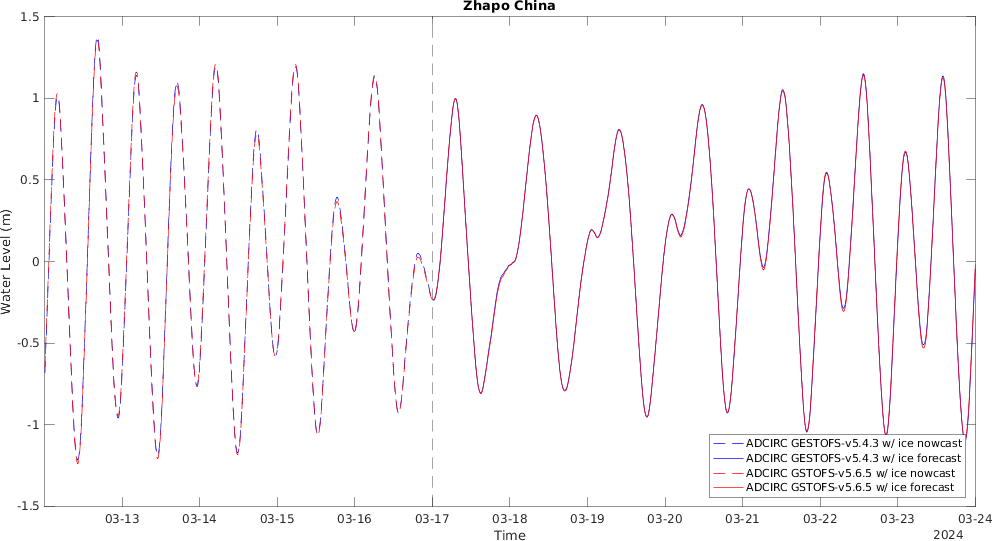 Zhapo China
Water Level (m)
1.5
1
0.5
0
-0.5
-1
-1.5
ADCIRC GESTOFS-v5.4.3 w/ ice nowcast
ADCIRC GESTOFS-v5.4.3 w/ ice forecast
ADCIRC GSTOFS-v5.6.5 w/ ice nowcast
ADCIRC GSTOFS-v5.6.5 w/ ice forecast
03-13 03-14 03-15 03-16 03-17 03-18 03-19 03-20 03-21 03-22 03-23 03-24
Time
2024